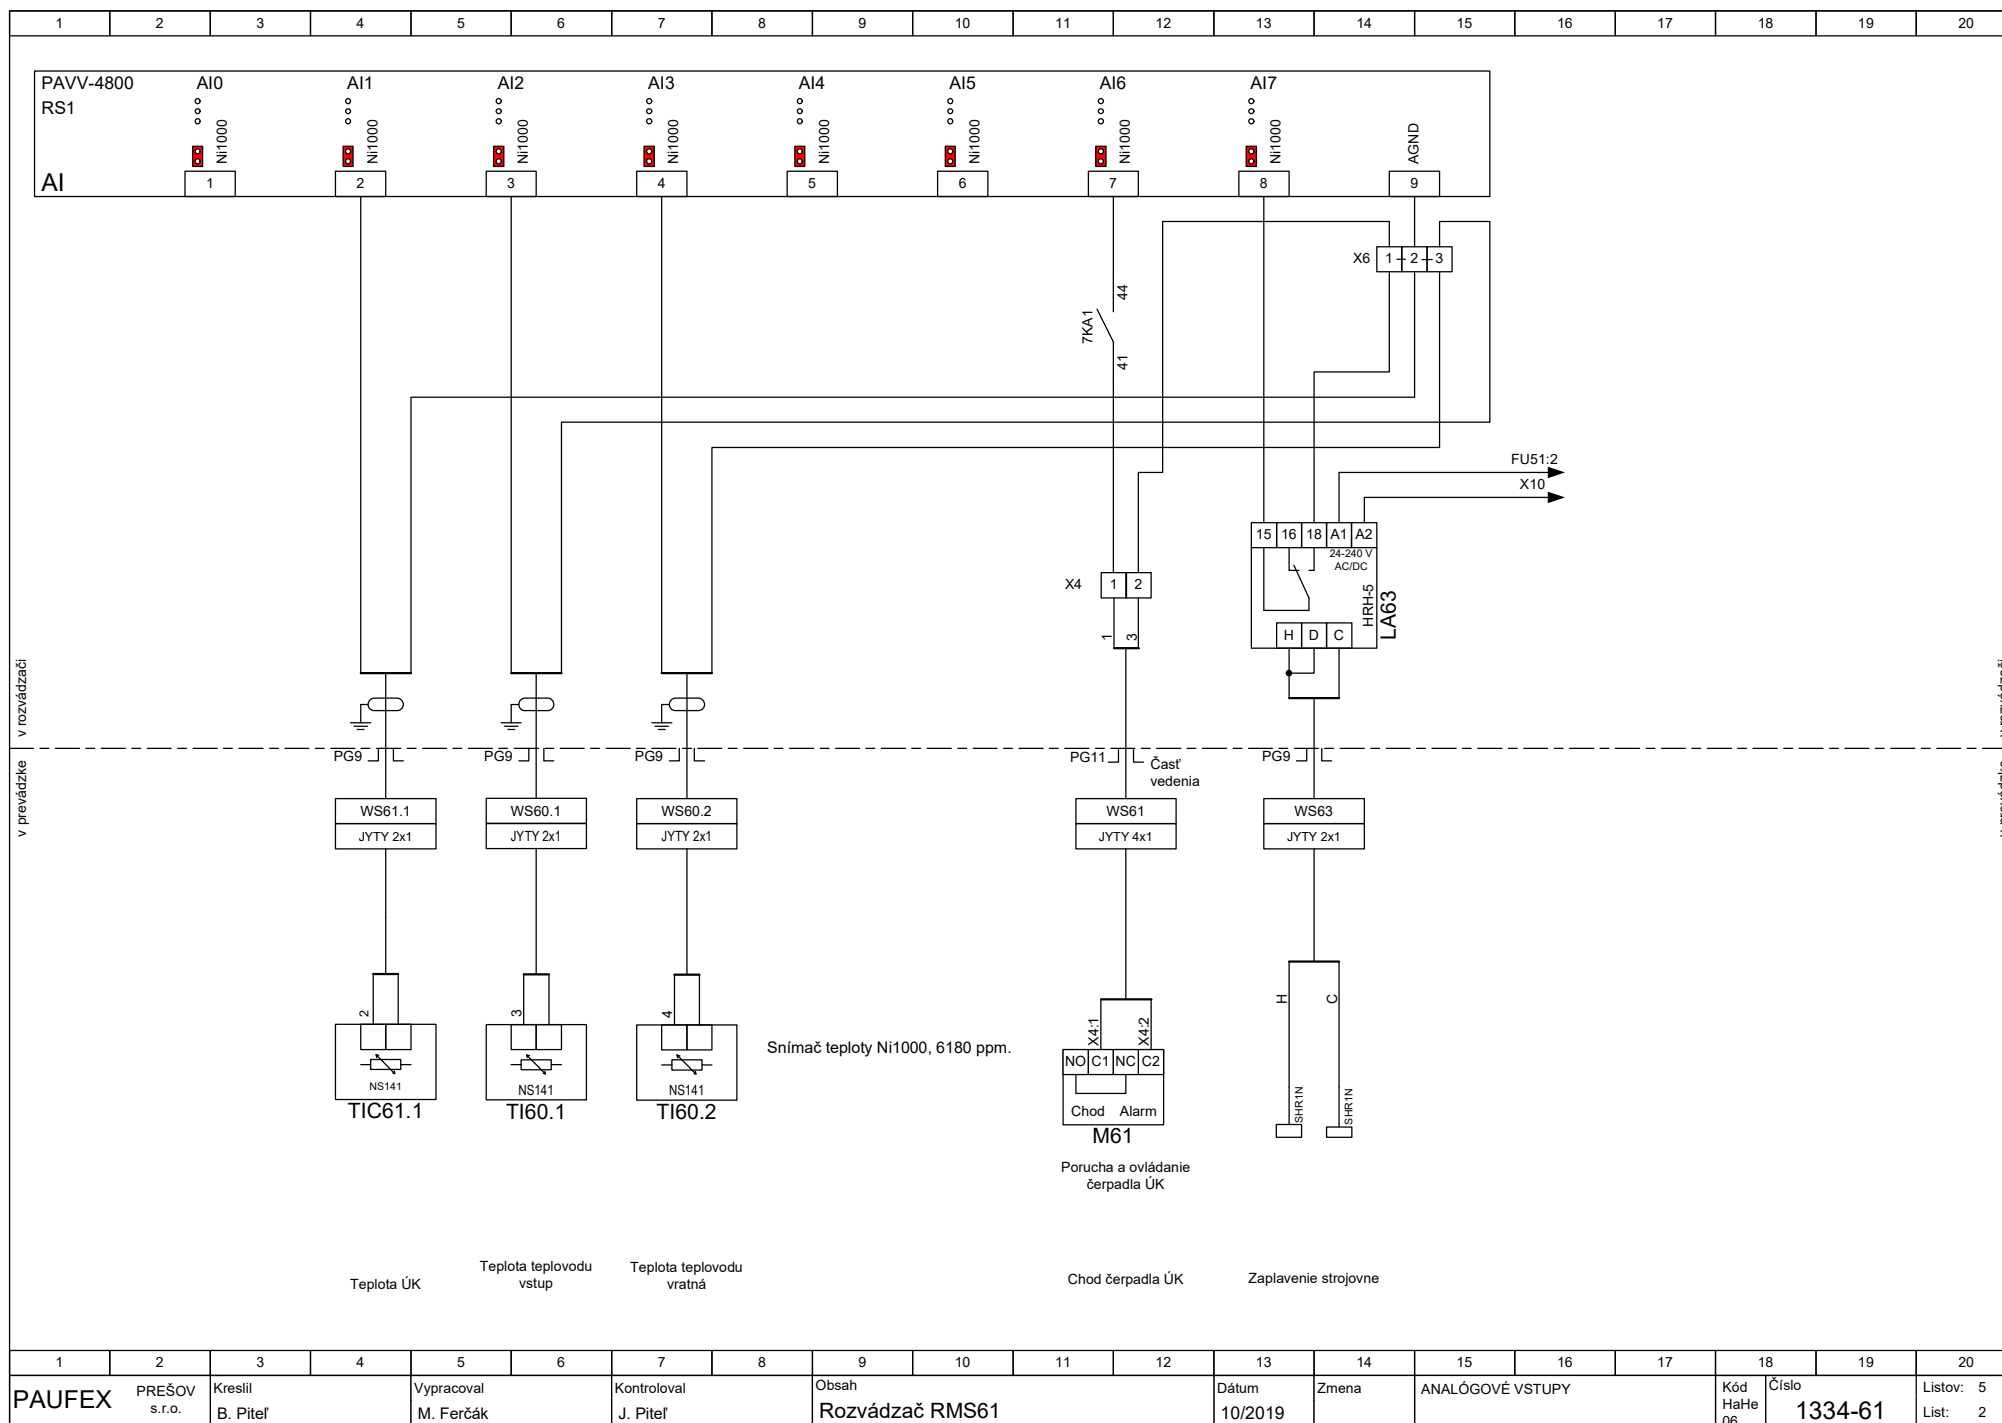 1 2 3 4 5 6 7 8 9 10 11 12 13 14 15 16 17 18 19 20
PAVV-4800 AI0 AI1 AI2 AI3 AI4 AI5 AI6 AI7
RS1
Ni1000 Ni1000 Ni1000 Ni1000 Ni1000 Ni1000 Ni1000 Ni1000 AGND
AI 1 2 3 4 5 6 7 8 9
X6 1 2 3
44
7KA1
41
FU51:2
X10
15 16 18 A1 A2
24-240 V
AC/DC
HRH-5
LA63
X4 1 2
1 3
H D C
v rozvádzači
PG9 PG9 PG9 PG11 PG9
Časť
vedenia
v prevádzke
WS61.1 WS60.1 WS60.2 WS61 WS63
JYTY 2x1 JYTY 2x1 JYTY 2x1 JYTY 4x1 JYTY 2x1
H C
2 3 4
X4:1 X4:2
Snímač teploty Ni1000, 6180 ppm.
NO C1 NC C2
NS141 NS141 NS141
TIC61.1 TI60.1 TI60.2
Chod Alarm
M61
SHR1N SHR1N
Porucha a ovládanie
čerpadla ÚK
Teplota ÚK
Teplota teplovodu
vstup
Teplota teplovodu
vratná
Chod čerpadla ÚK
Zaplavenie strojovne
1 2 3 4 5 6 7 8 9 10 11 12 13 14 15 16 17 18 19 20
PAUFEX PREŠOV
s.r.o.
Kreslil
B. Piteľ
Vypracoval
M. Ferčák
Kontroloval
J. Piteľ
Obsah
Rozvádzač RMS61
Dátum
10/2019
Zmena
ANALÓGOVÉ VSTUPY
Kód
HaHe
06
Číslo
1334-61
Listov: 5
List: 2